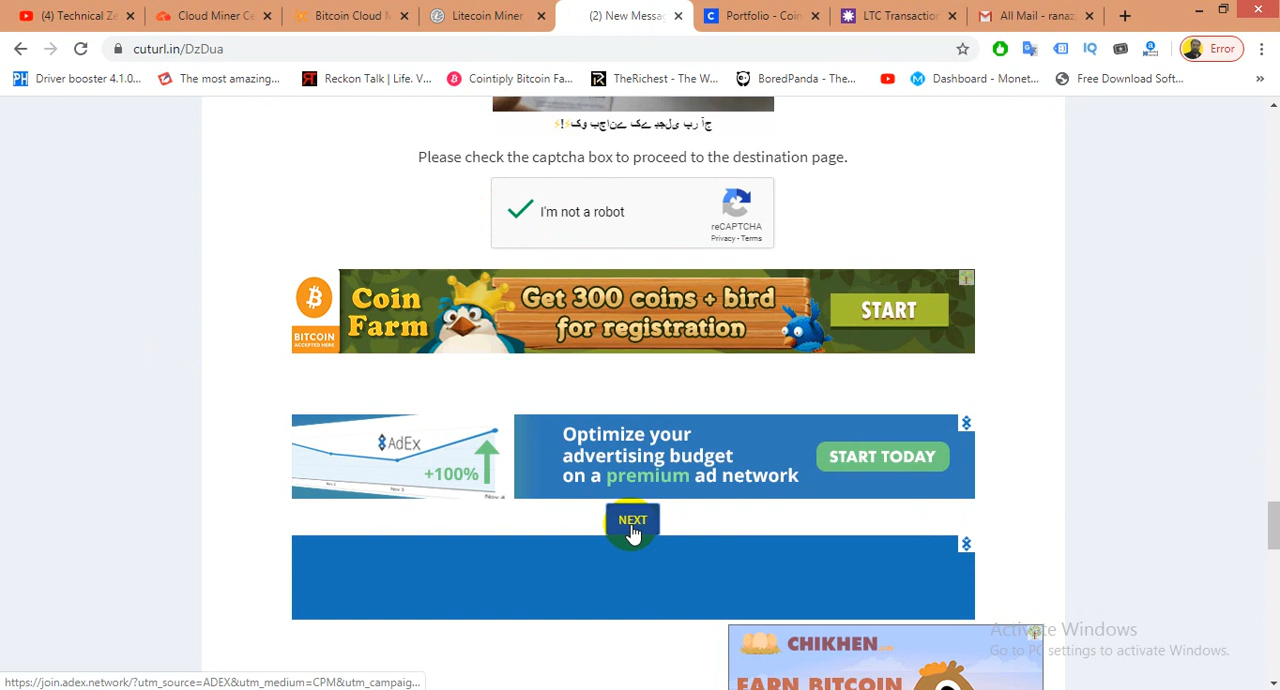 (4) Technical Ze
Cloud Miner Ce
Bitcoin Cloud M
Litecoin Miner
(2) New Messag
Portfolio - Coin
LTC Transaction
All Mail - ranaz
cuturl.in/DzDua
Error
Driver booster 4.1.0...
The most amazing...
Reckon Talk | Life. V...
Cointiply Bitcoin Fa...
TheRichest - The W...
BoredPanda - The...
Dashboard - Monet...
Free Download Soft...
Please check the captcha box to proceed to the destination page.
I'm not a robot
reCAPTCHA
Privacy - Terms
BITCOIN
ACCEPTED HERE
Coin
Farm
Get 300 coins + bird
for registration
START
AdEx
+100%
Optimize your
advertising budget
on a premium ad network
START TODAY
NEXT
CHIKHEN
EARN BITCOIN
Activate Windows
Go to PC settings to activate Windows.
https://join.adex.network/?utm_source=ADEX&utm_medium=CPM&utm_campaig...